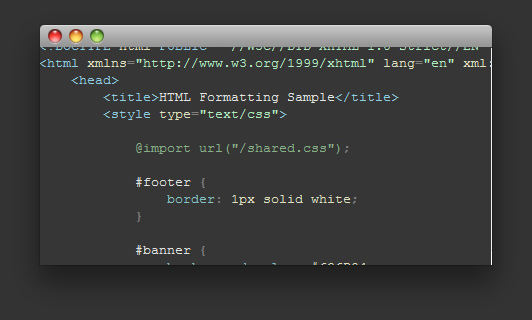 <!DOCTYPE html PUBLIC "-//W3C//DTD XHTML 1.0 Strict//EN"
<html xmlns="http://www.w3.org/1999/xhtml" lang="en" xml:
<head>
<title>HTML Formatting Sample</title>
<style type="text/css">
@import url("/shared.css");
#footer {
border: 1px solid white;
}
#banner {